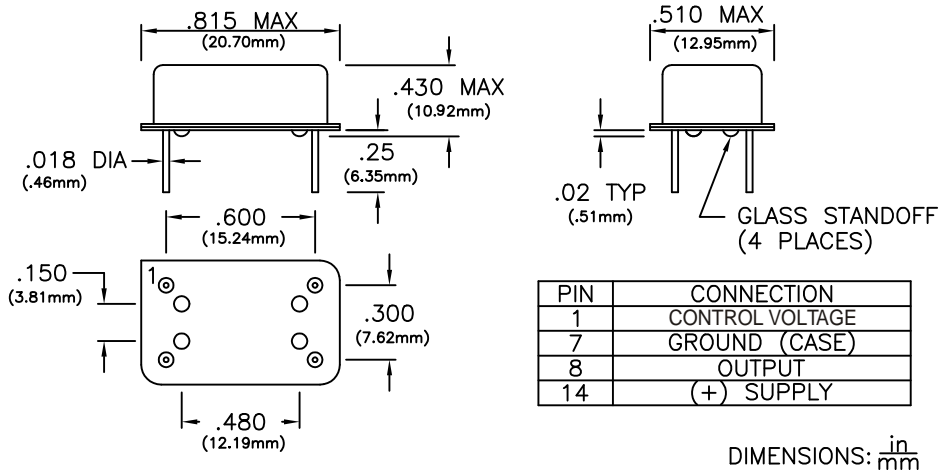 .815 MAX
(20.70mm)
.430 MAX
(10.92mm)
.018 DIA
(.46mm)
.25
(6.35mm)
.600
(15.24mm)
.150
(3.81mm)
1
.300
(7.62mm)
.480
(12.19mm)
.510 MAX
(12.95mm)
.02 TYP
(.51mm)
GLASS STANDOFF
(4 PLACES)
PIN CONNECTION
1 CONTROL VOLTAGE
7 GROUND (CASE)
8 OUTPUT
14 (+) SUPPLY
DIMENSIONS: in
mm